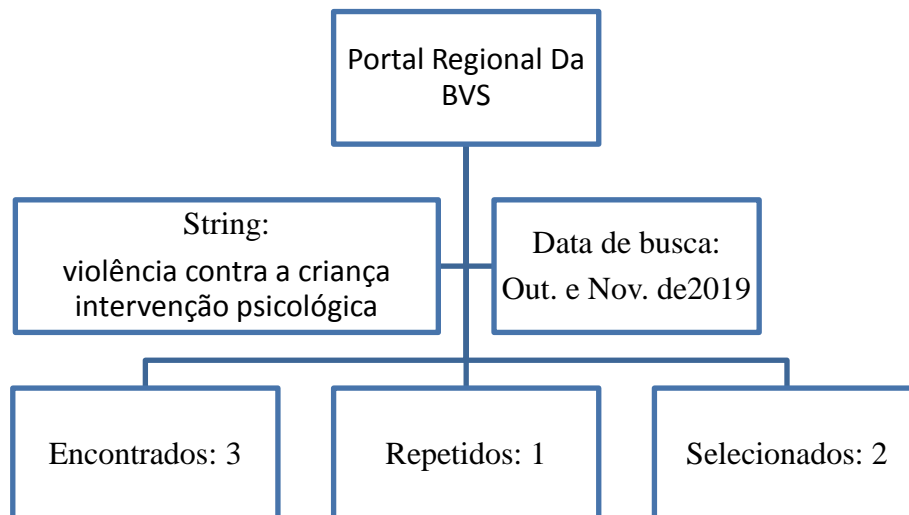 Portal Regional Da
BVS
String:
violência contra a criança
intervenção psicológica
Data de busca:
Out. e Nov. de2019
Encontrados: 3
Repetidos: 1
Selecionados: 2